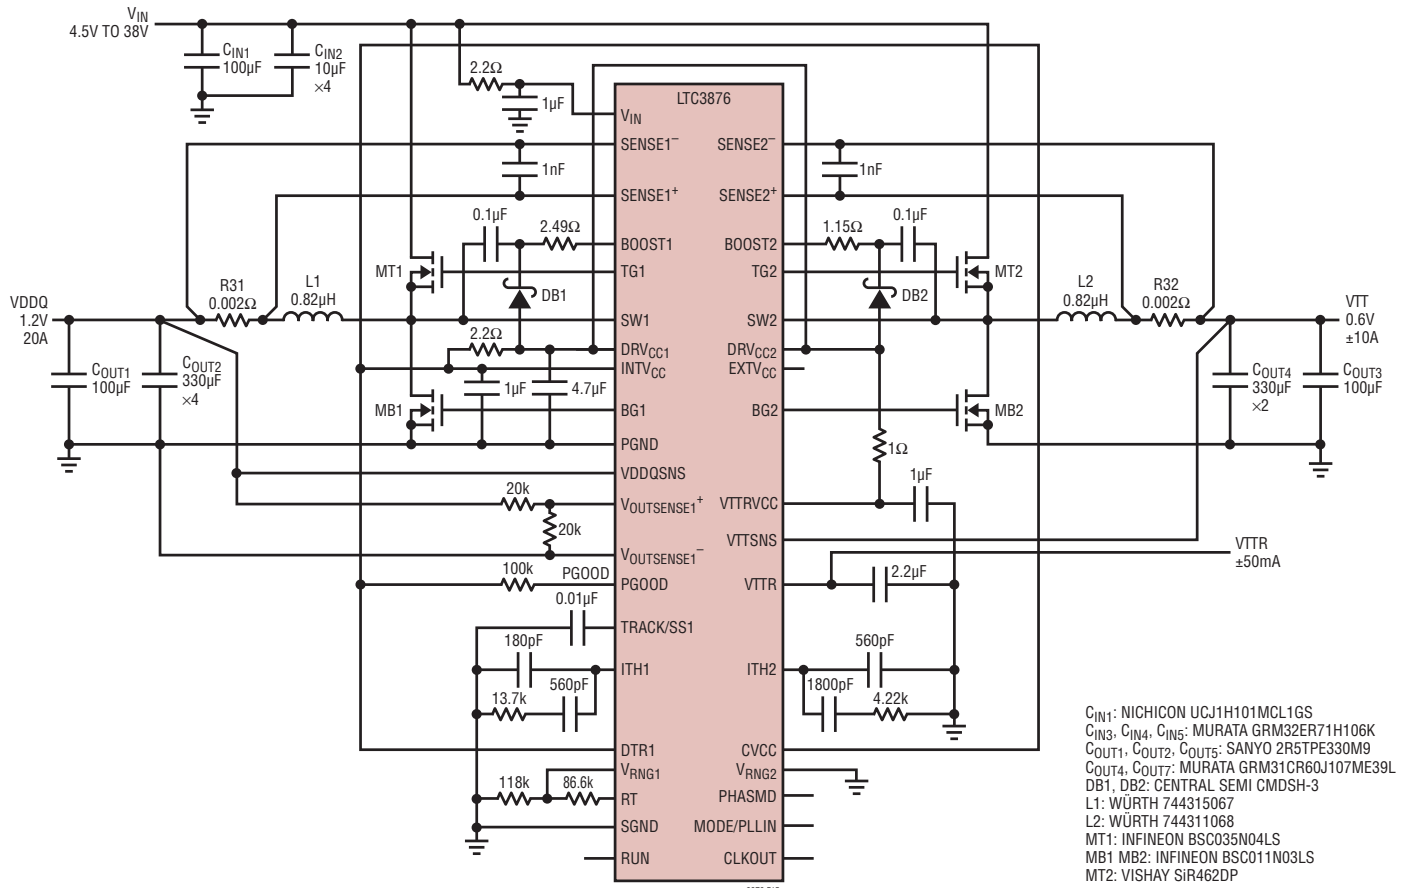 VIN
4.5V TO 38V
CIN1
100µF
CIN2
10µF
×4
2.2Ω
1µF
LTC3876
VIN
SENSE1–
SENSE2–
1nF
1nF
SENSE1+
SENSE2+
0.1µF
2.49Ω
BOOST1
BOOST2
1.15Ω
0.1µF
MT1
TG1
TG2
MT2
DB1
DB2
VDDQ
1.2V
20A
R31
0.002Ω
L1
0.82µH
SW1
SW2
L2
0.82µH
R32
0.002Ω
VTT
0.6V
±10A
2.2Ω
DRVCC1
DRVCC2
INTVCC
EXTVCC
COUT1
100µF
COUT2
330µF
×4
1µF
4.7µF
COUT4
330µF
×2
COUT3
100µF
MB1
BG1
BG2
MB2
PGND
1Ω
VDDQSNS
1µF
20k
VOUTSENSE1+
VTTRVCC
20k
VTTSNS
VOUTSENSE1–
VTTR
±50mA
100k
PGOOD
PGOOD
VTTR
2.2µF
0.01µF
TRACK/SS1
180pF
560pF
ITH1
ITH2
560pF
1800pF
13.7k
4.22k
DTR1
CVCC
VRNG1
VRNG2
118k
86.6k
RT
PHASMD
SGND
MODE/PLLIN
RUN
CLKOUT
CIN1: NICHICON UCJ1H101MCL1GS
CIN3, CIN4, CIN5: MURATA GRM32ER71H106K
COUT1, COUT2, COUT5: SANYO 2R5TPE330M9
COUT4, COUT7: MURATA GRM31CR60J107ME39L
DB1, DB2: CENTRAL SEMI CMDSH-3
L1: WÜRTH 744315067
L2: WÜRTH 744311068
MT1: INFINEON BSC035N04LS
MB1 MB2: INFINEON BSC011N03LS
MT2: VISHAY SiR462DP